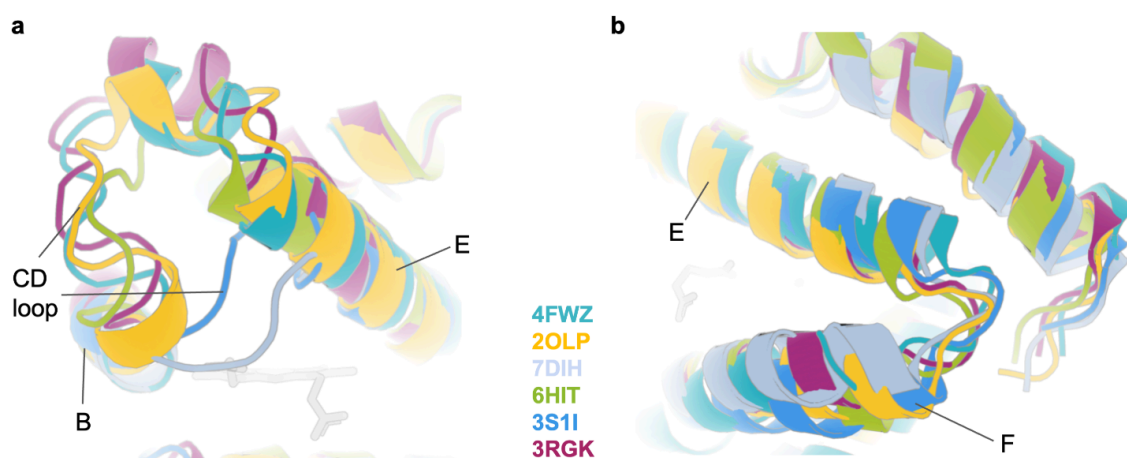 a
b
E
CD
loop
B
4FWZ
2OLP
7DIH
6HIT
3S1I
3RGK
E
F